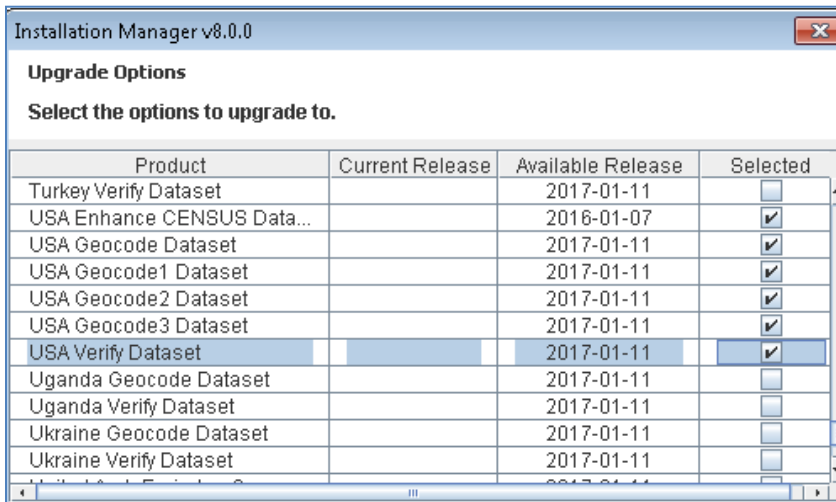 Installation Manager v8.0.0
Upgrade Options
Select the options to upgrade to.
Product Current Release Available Release Selected
Turkey Verify Dataset 2017-01-11
USA Enhance CENSUS Data... 2016-01-07
USA Geocode Dataset 2017-01-11
USA Geocode1 Dataset 2017-01-11
USA Geocode2 Dataset 2017-01-11
USA Geocode3 Dataset 2017-01-11
USA Verify Dataset 2017-01-11
Uganda Geocode Dataset 2017-01-11
Uganda Verify Dataset 2017-01-11
Ukraine Geocode Dataset 2017-01-11
Ukraine Verify Dataset 2017-01-11